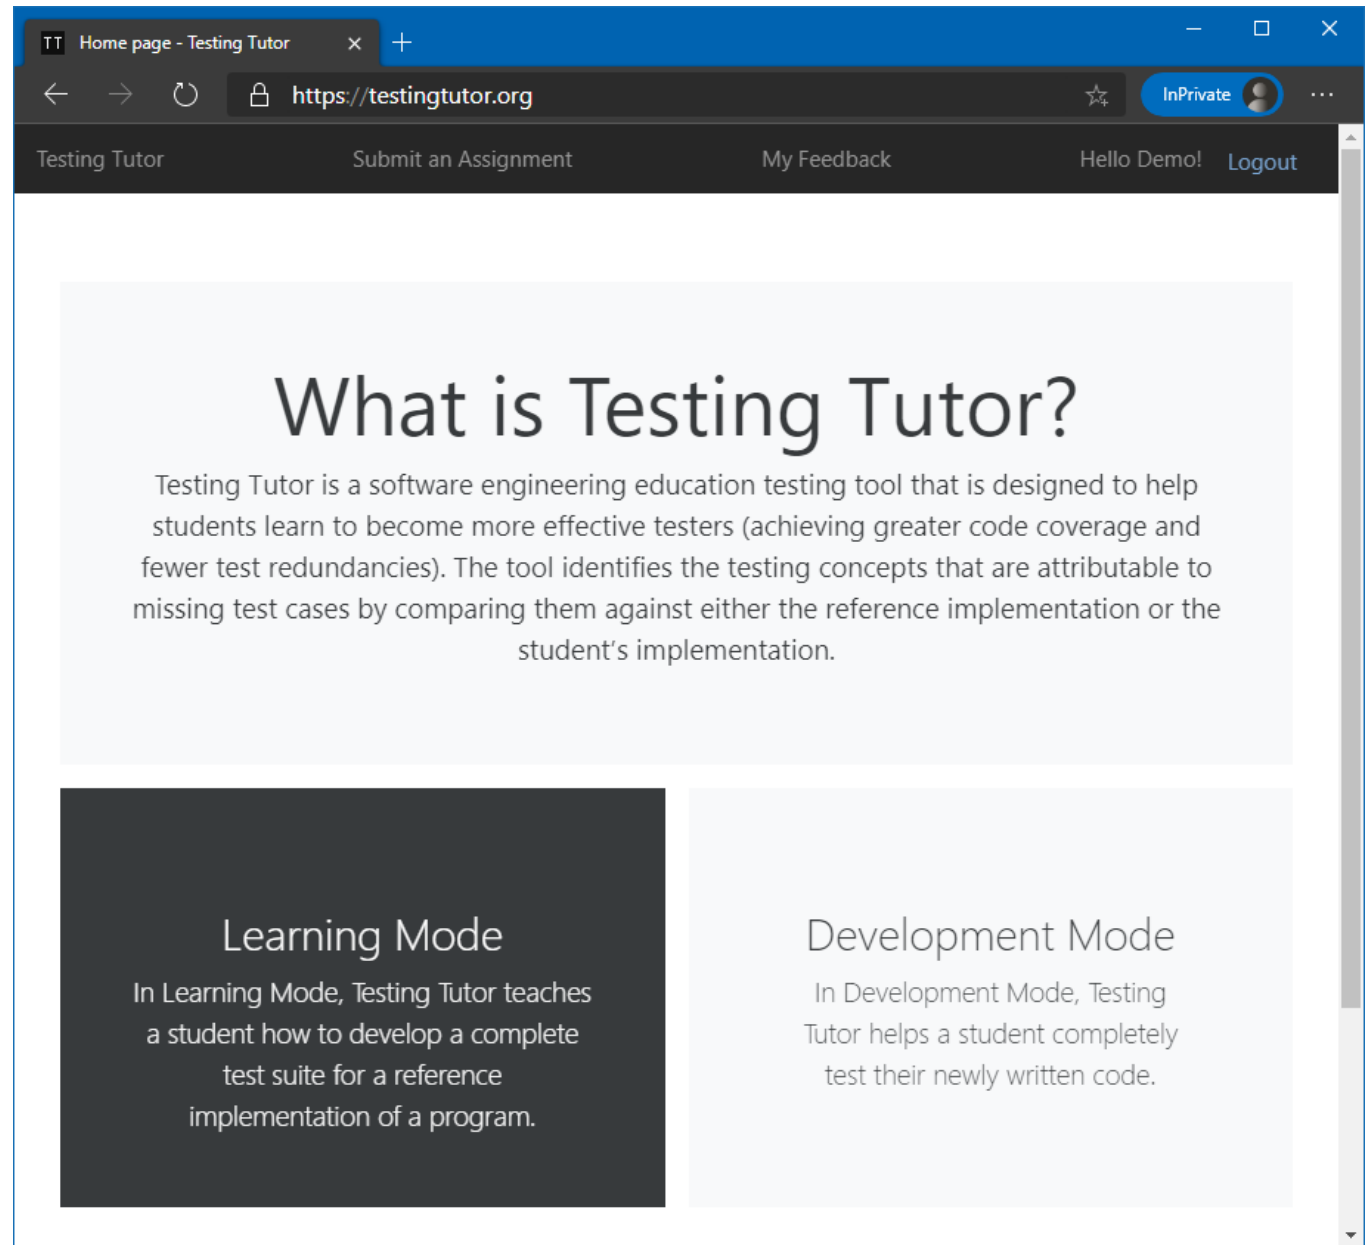 TT Home page - Testing Tutor
https://testingtutor.org
InPrivate
Testing Tutor Submit an Assignment My Feedback Hello Demo! Logout
What is Testing Tutor?
Testing Tutor is a software engineering education testing tool that is designed to help
students learn to become more effective testers (achieving greater code coverage and
fewer test redundancies). The tool identifies the testing concepts that are attributable to
missing test cases by comparing them against either the reference implementation or the
student’s implementation.
Learning Mode
In Learning Mode, Testing Tutor teaches
a student how to develop a complete
test suite for a reference
implementation of a program.
Development Mode
In Development Mode, Testing
Tutor helps a student completely
test their newly written code.